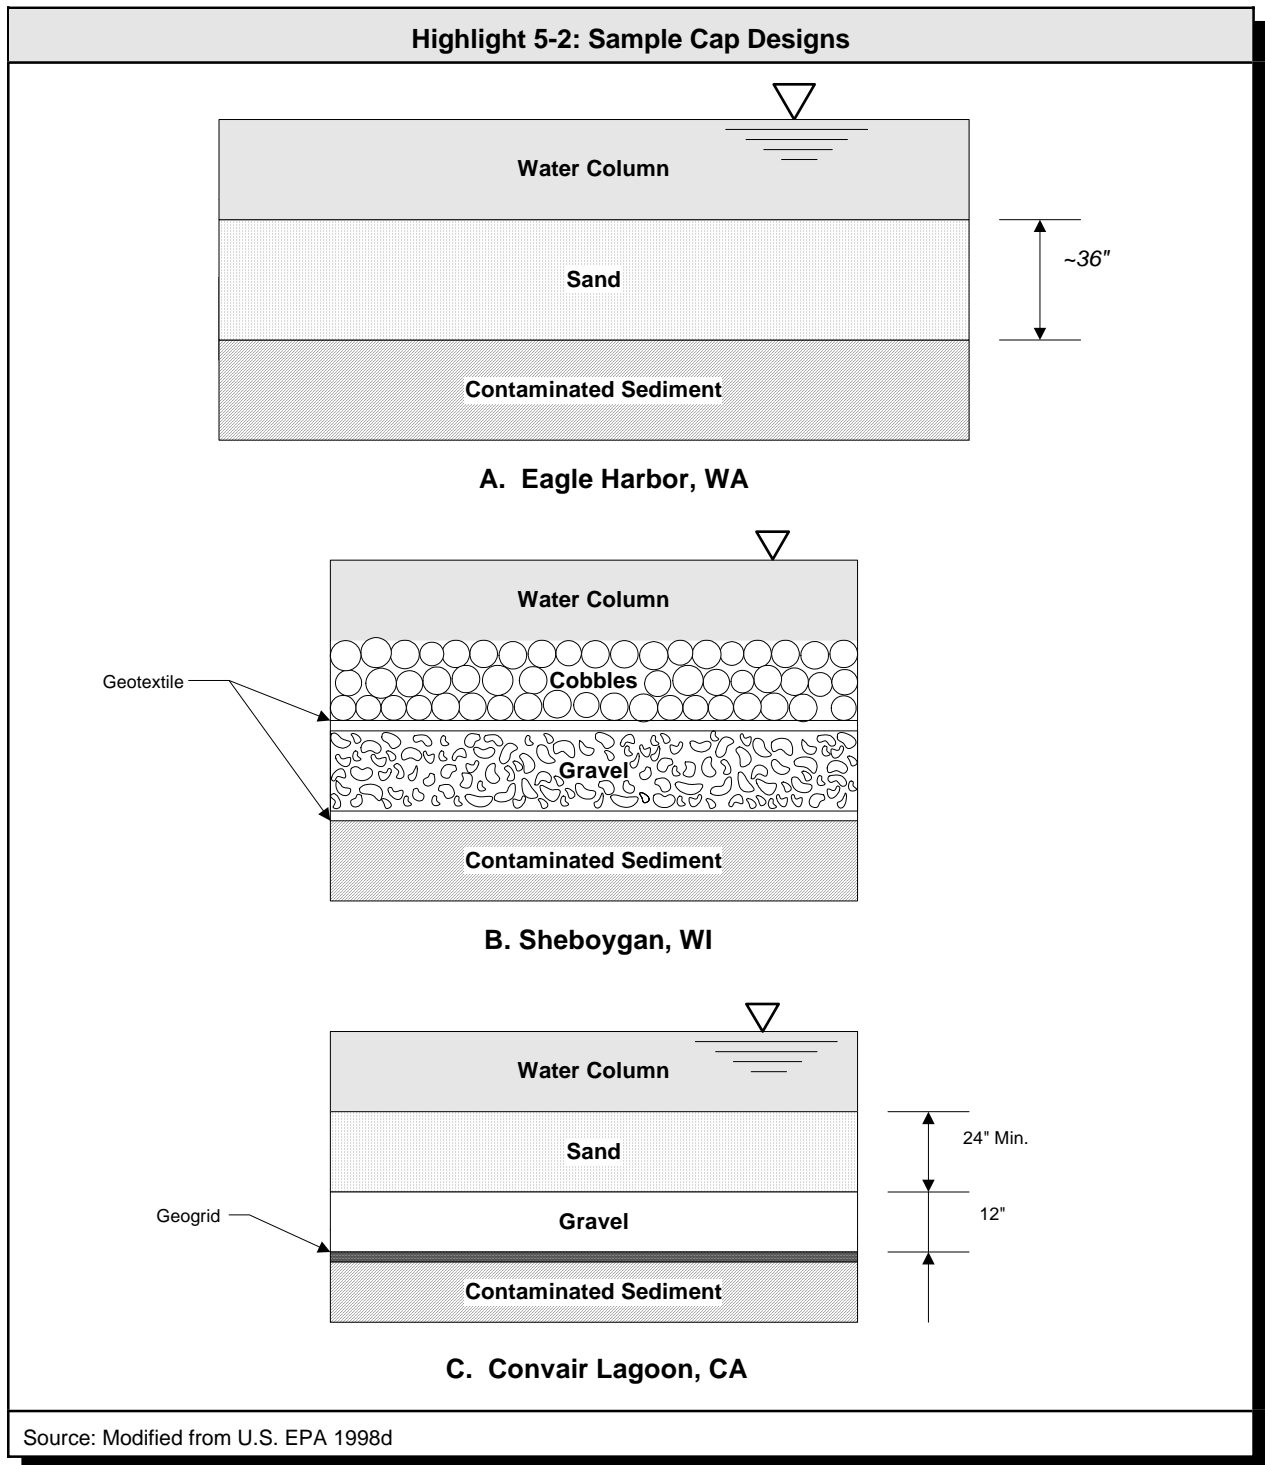 Highlight 5-2: Sample Cap Designs
Water Column
Sand
~36"
Contaminated Sediment
A. Eagle Harbor, WA
Water Column
Cobbles
Geotextile
Gravel
Contaminated Sediment
B. Sheboygan, WI
Water Column
Sand
24" Min.
Gravel
12"
Geogrid
Contaminated Sediment
C. Convair Lagoon, CA
Source: Modified from U.S. EPA 1998d